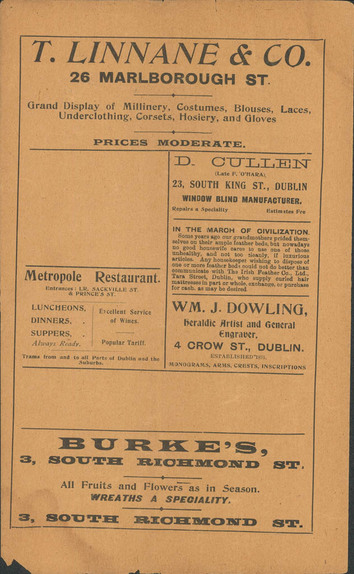 T. LINNANE & CO.
26 MARLBOROUGH ST.
Grand Display of Millinery, Costumes, Blouses, Laces,
Underclothing, Corsets, Hosiery, and Gloves
PRICES MODERATE.
D. CULLEN
(Late F. O'HARA)
23, SOUTH KING ST., DUBLIN
WINDOW BLIND MANUFACTURER.
Repairs a Speciality Estimates Fre
IN THE MARCH OF CIVILIZATION.
Some years ago our grandmothers prided them-
selves on their ample feather beds, but nowadays
no good housewife cares to use one of those
unhealthy, and not too cleanly, if luxurious
articles. Any housekeeper wishing to dispose of
one or more feather beds could not do better than
communicate with The Irish Feather Co., Ltd.,
Tara Street, Dublin, who supply curled hair
mattresses in part or whole, exchange, or purchase
for cash, as may be desired
Metropole Restaurant.
Entrances : LR. SACKVILLE ST.
& PRINCE'S ST.
LUNCHEONS,
DINNERS,
SUPPERS,
Always Ready.
Excellent Service
of Wines.
Popular Tariff.
Trams from and to all Parts of Dublin and the
Suburbs.
WM. J. DOWLING,
Heraldic Artist and General
Engraver,
4 CROW ST., DUBLIN.
MONOGRAMS, ARMS, CRESTS, INSCRIPTIONS
BURKE'S,
3, SOUTH RICHMOND ST.
All Fruits and Flowers as in Season.
WREATHS A SPECIALITY.
3, SOUTH RICHMOND ST.